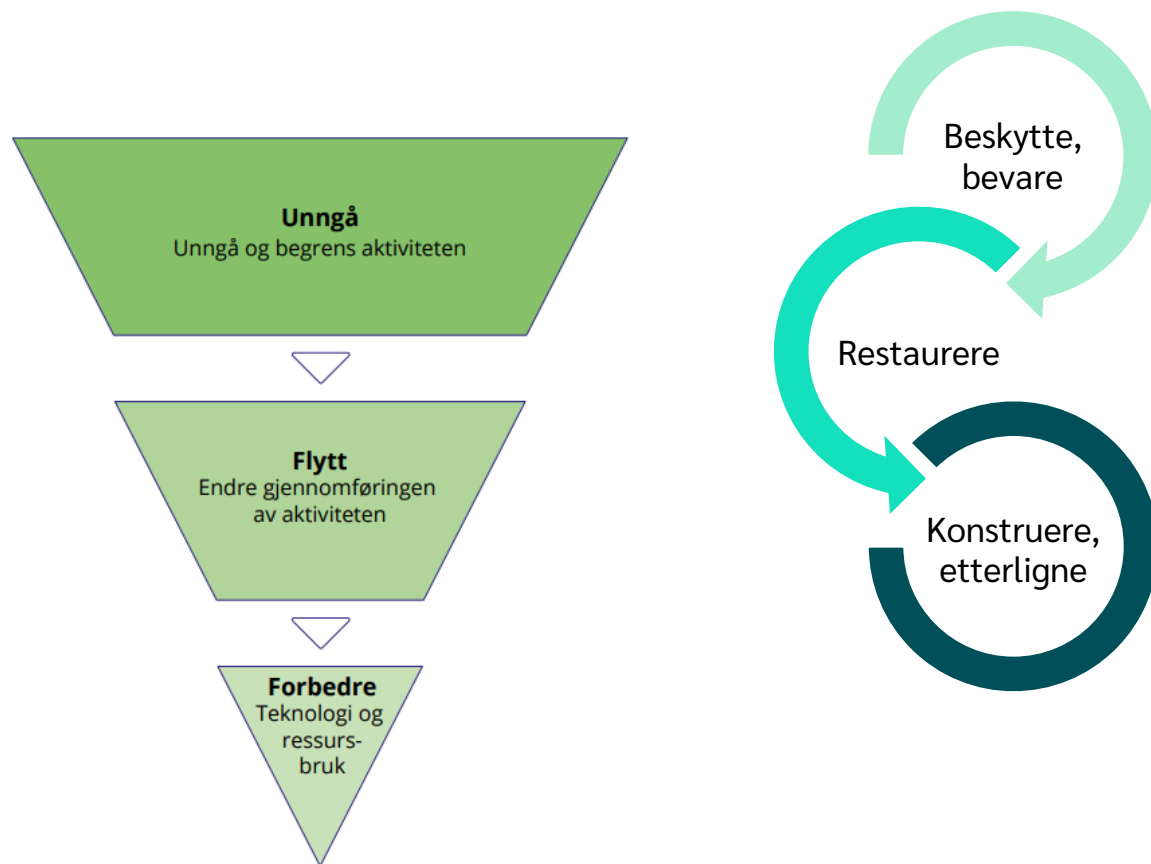 Unngå
Unngå og begrens aktiviteten
Flytt
Endre gjennomføringen
av aktiviteten
Forbedre
Teknologi og
ressurs-
bruk
Beskytte,
bevare
Restaurere
Konstruere,
etterligne